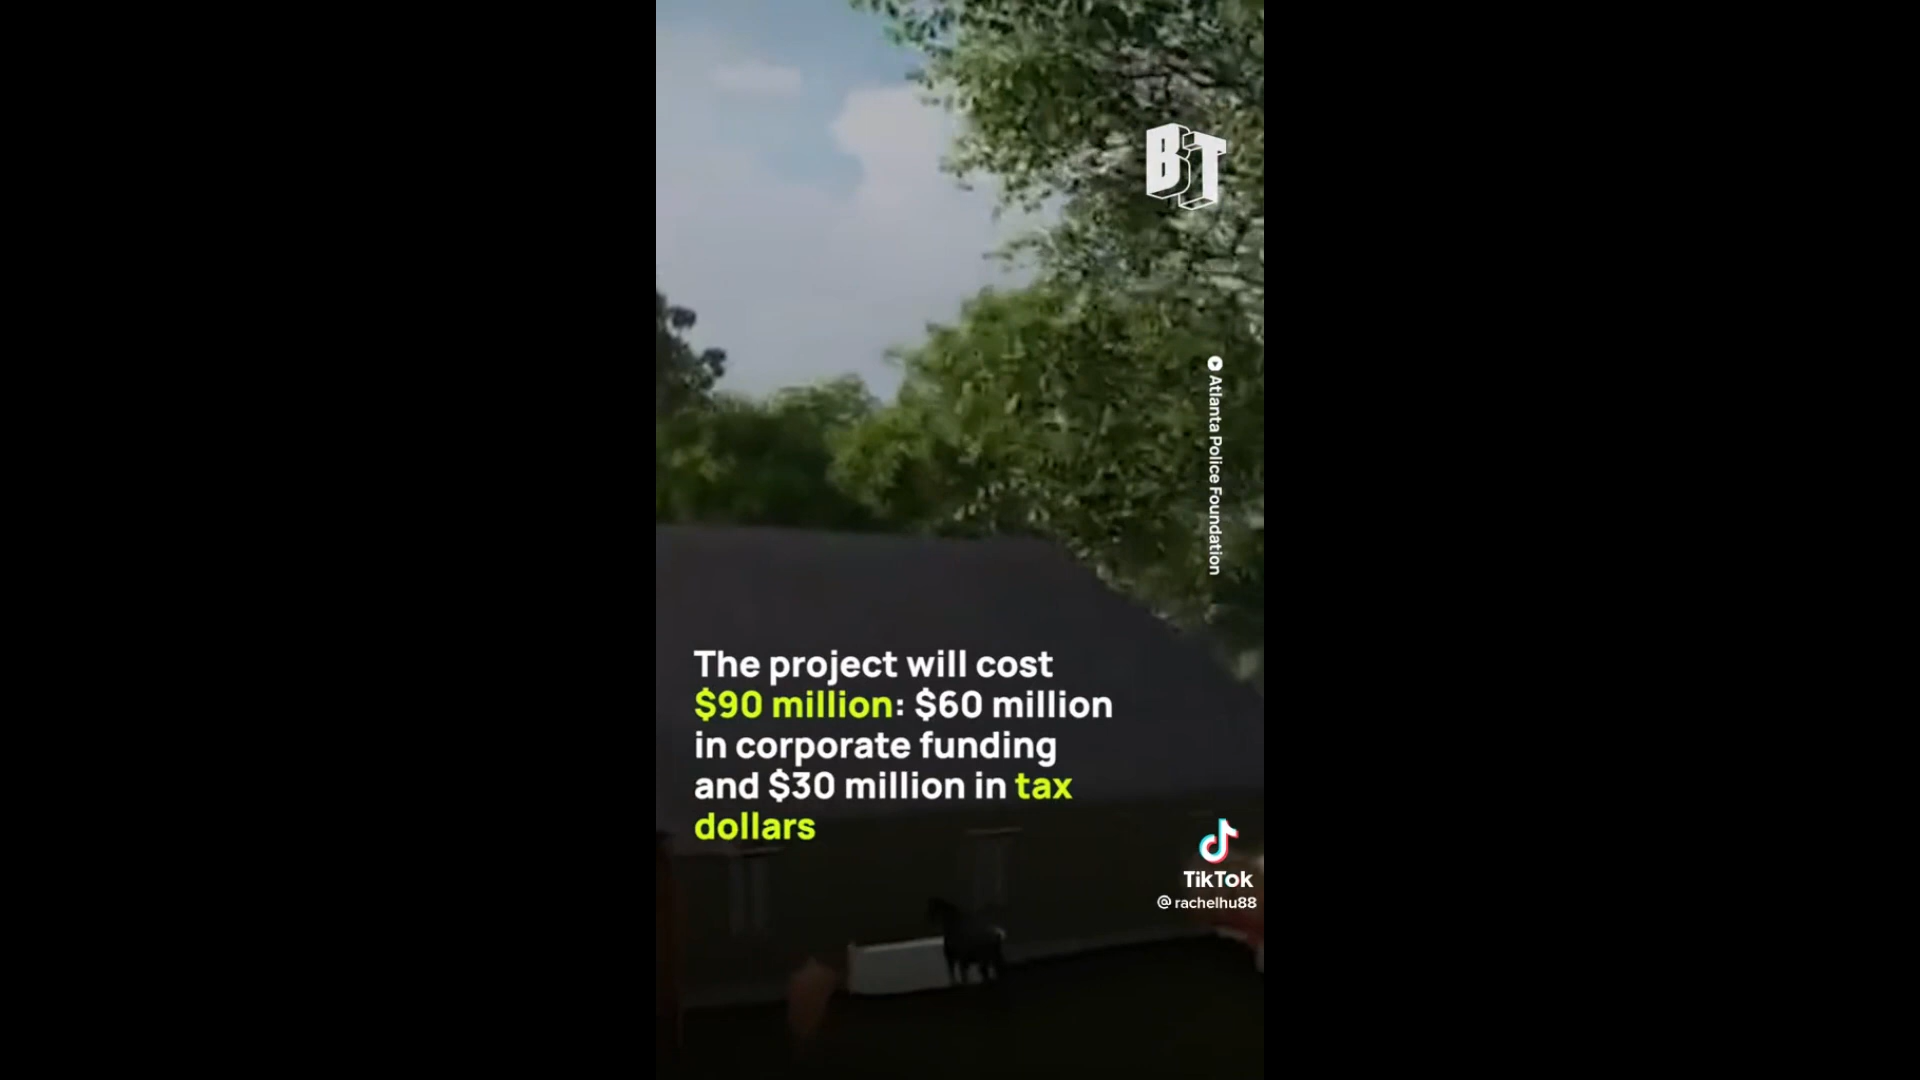 BT
Atlanta Police Foundation
The project will cost
$90 million: $60 million
in corporate funding
and $30 million in tax
dollars
TikTok
@rachelhu88